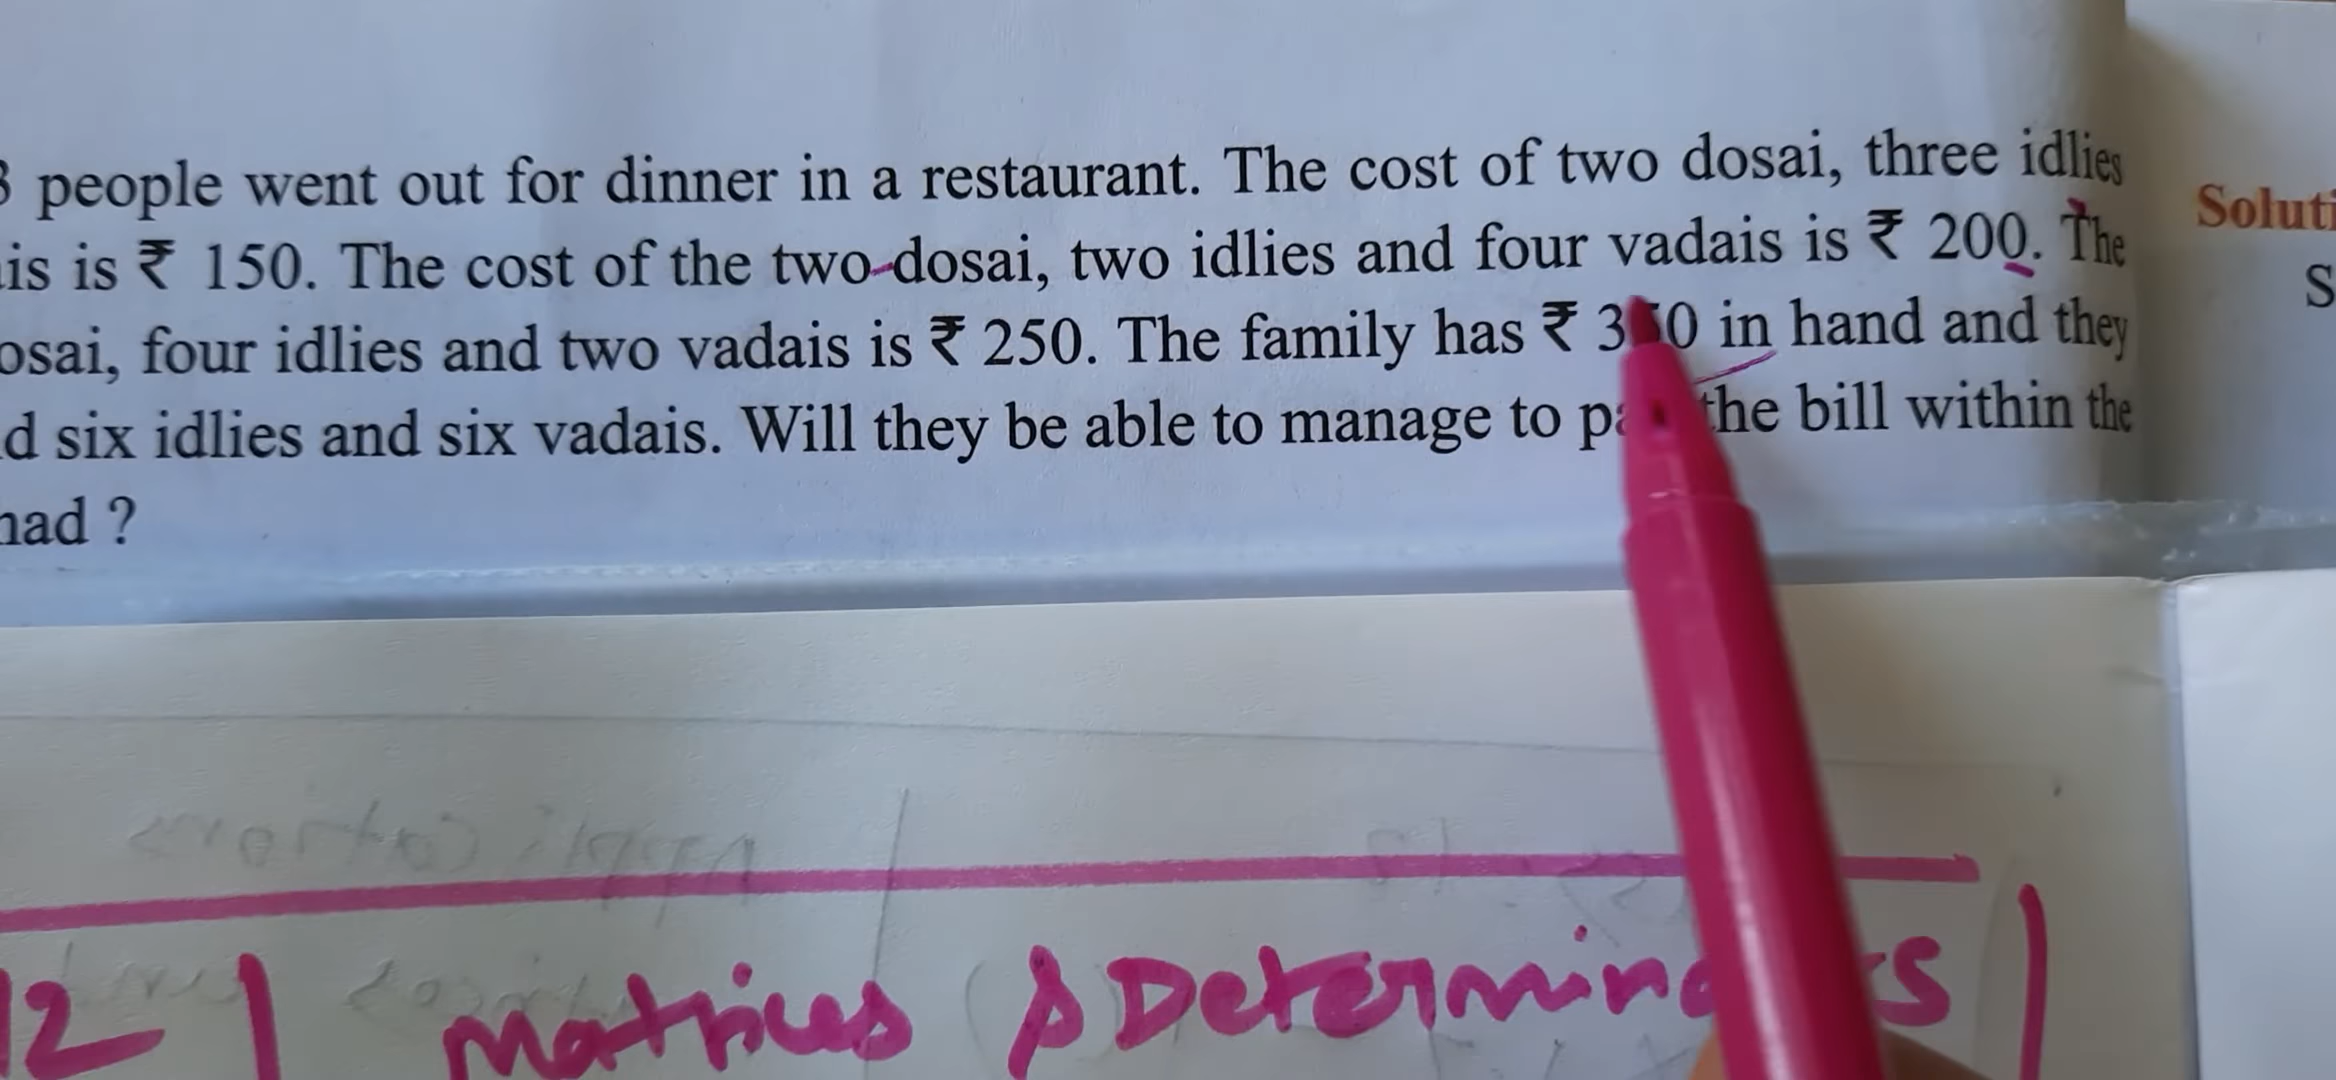 people went out for dinner in a restaurant. The cost of two dosai, three idlies
is is ₹ 150. The cost of the two dosai, two idlies and four vadais is ₹ 200. The
osai, four idlies and two vadais is ₹ 250. The family has ₹ 3 0 in hand and they
d six idlies and six vadais. Will they be able to manage to the bill within the
had ?
Soluti
S
12 | Matrices & Determin s |